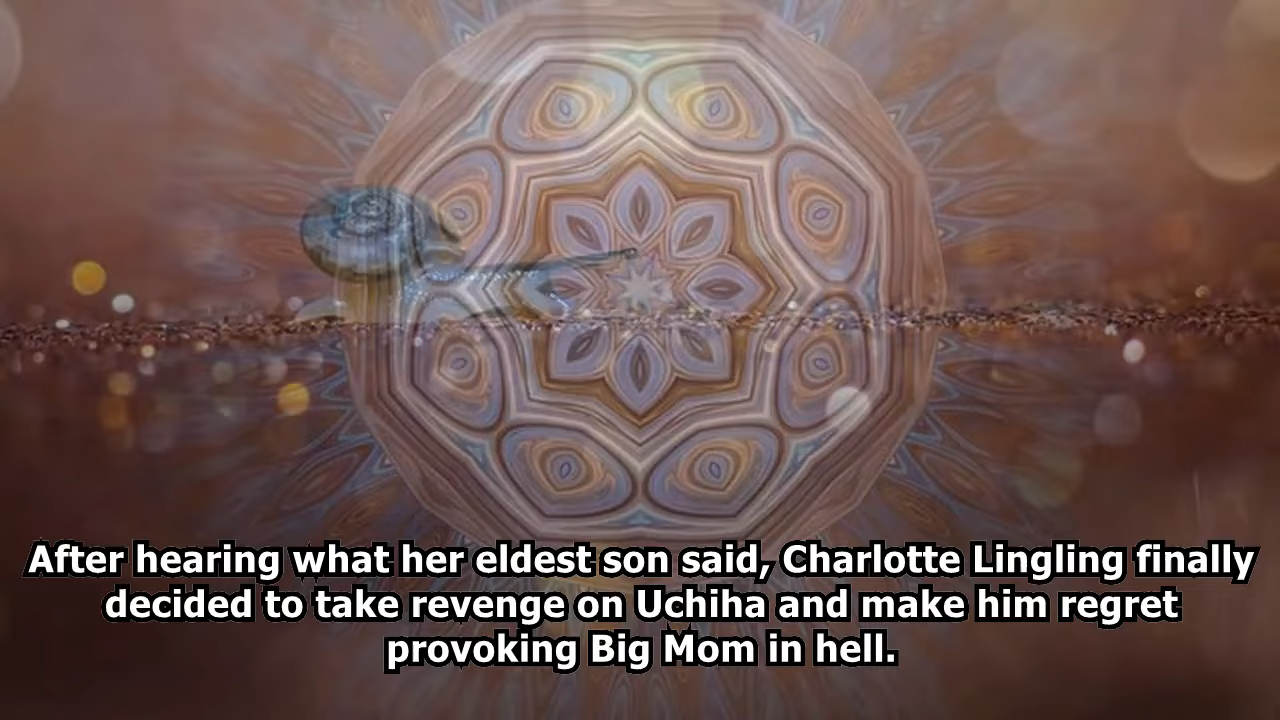 After hearing what her eldest son said, Charlotte Lingling finally
decided to take revenge on Uchiha and make him regret
provoking Big Mom in hell.